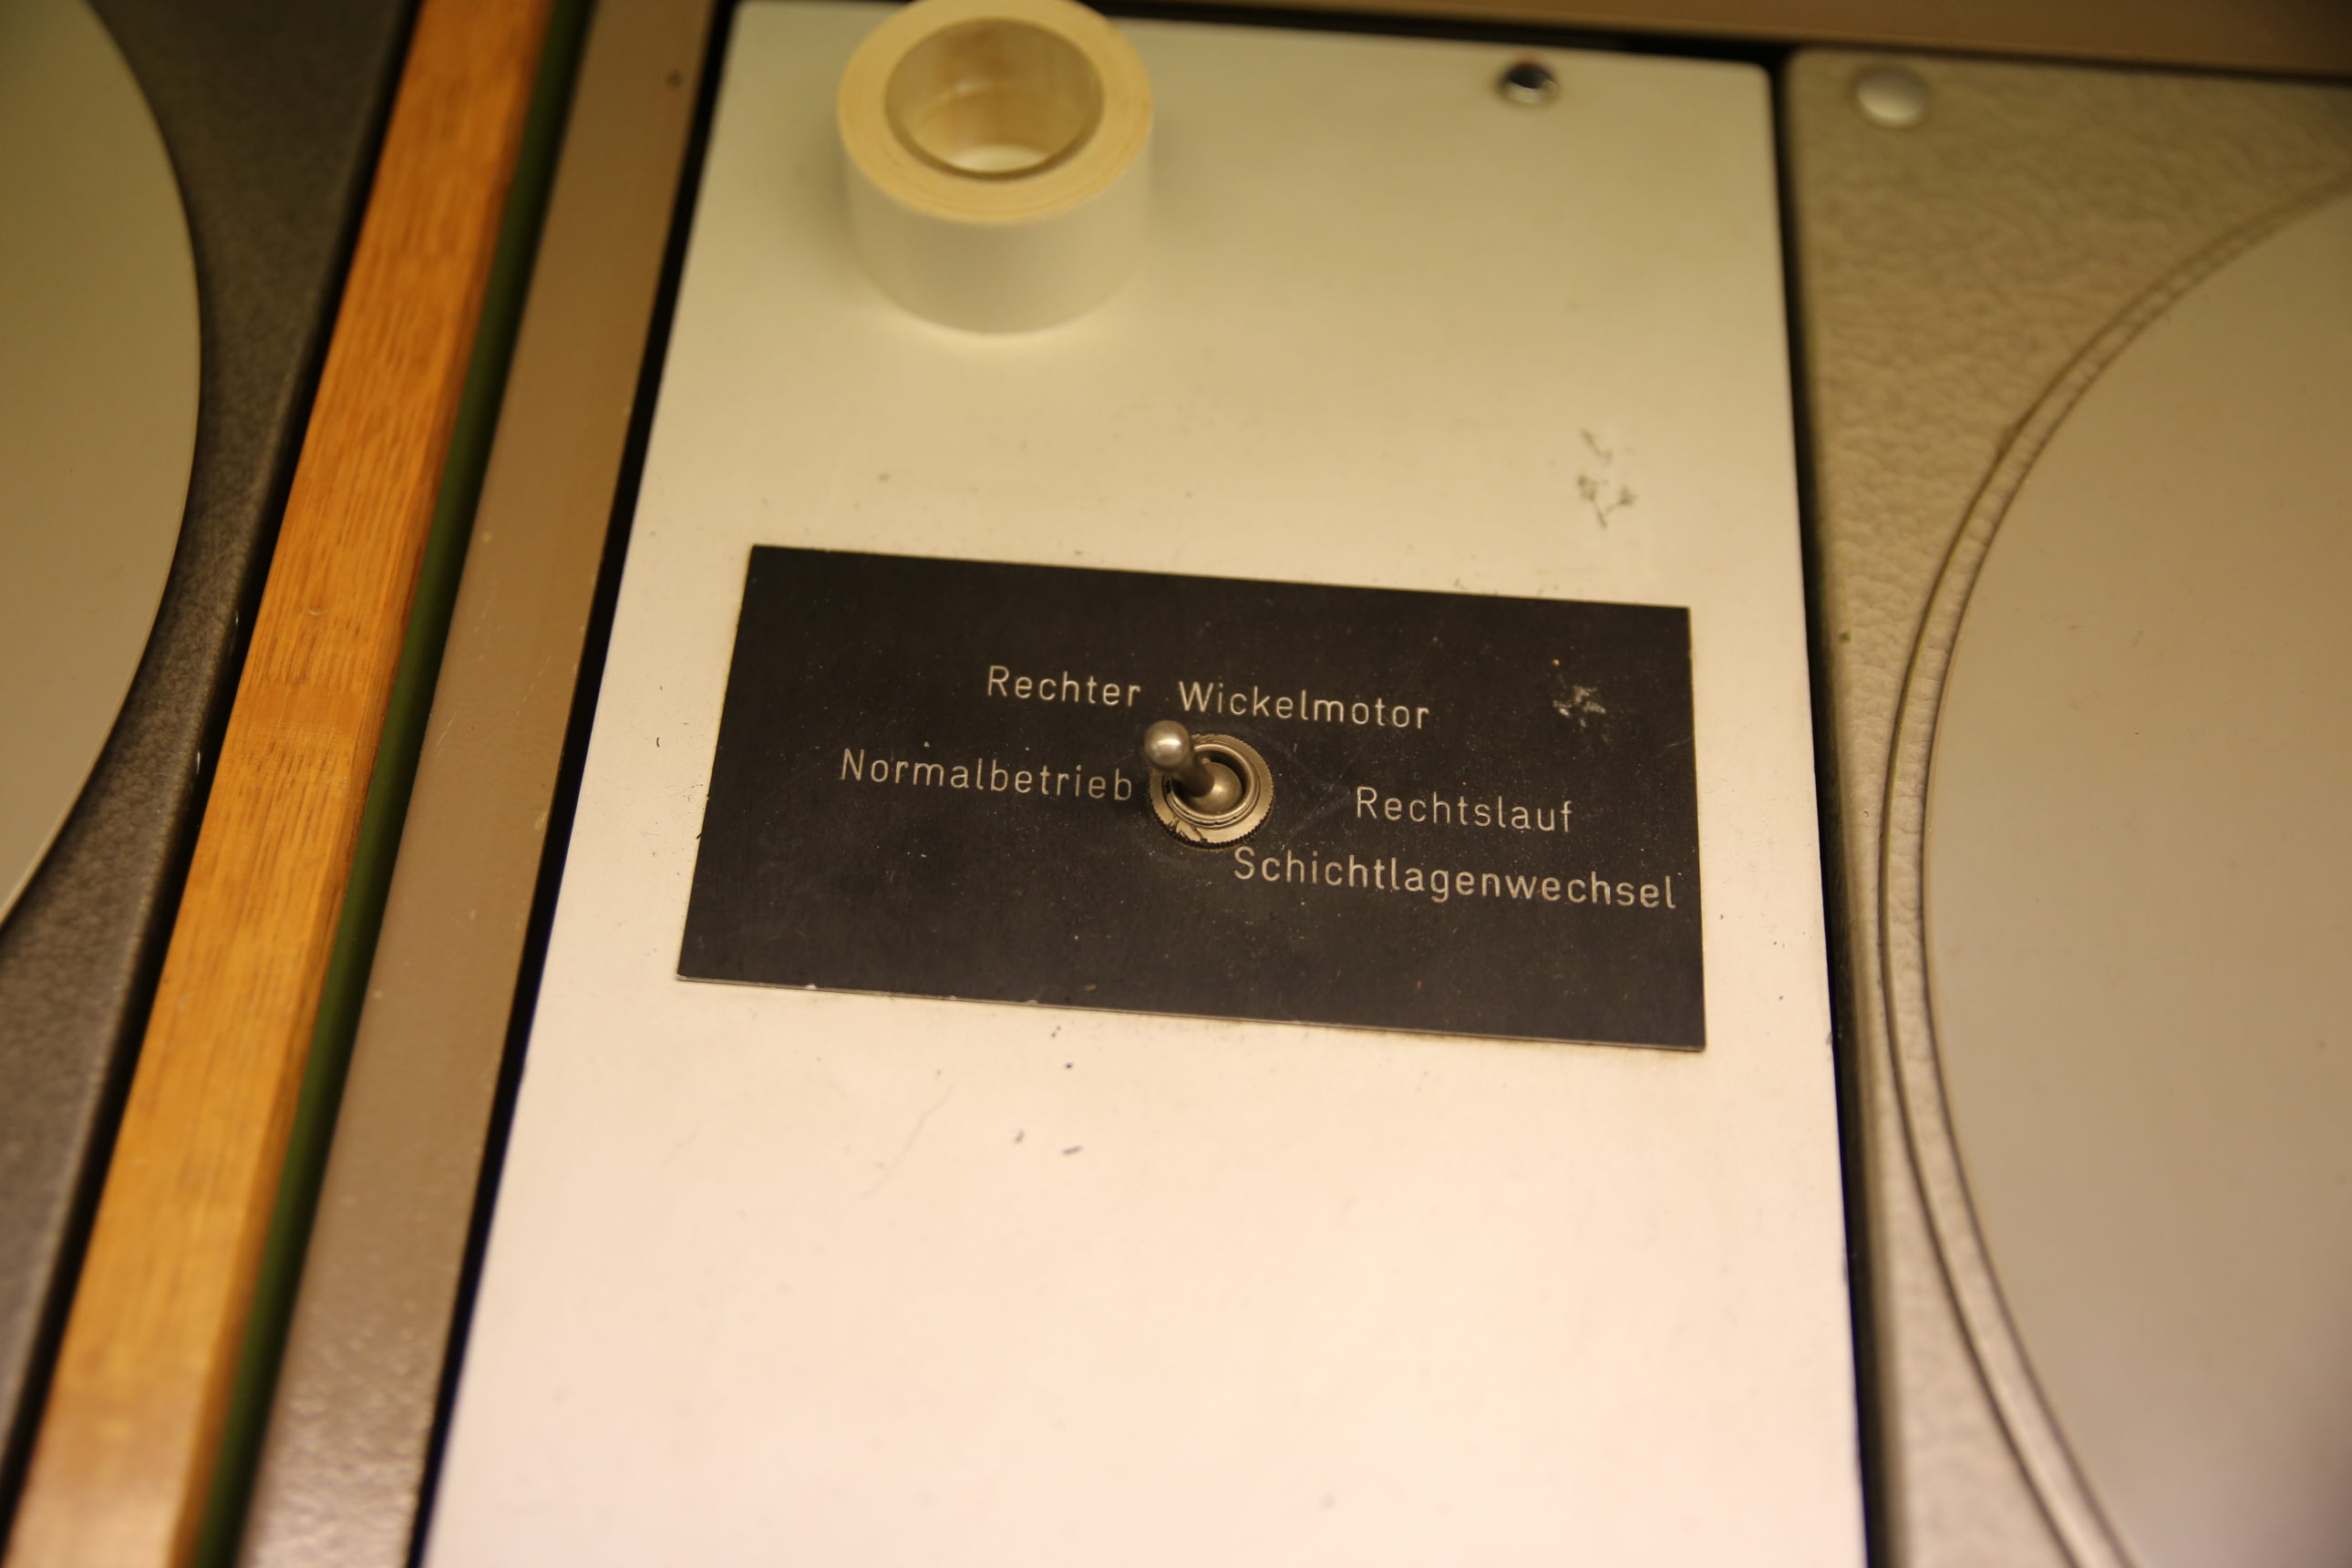 Rechter Wickelmotor
Normalbetrieb
Rechtslauf
Schichtlagenwechsel